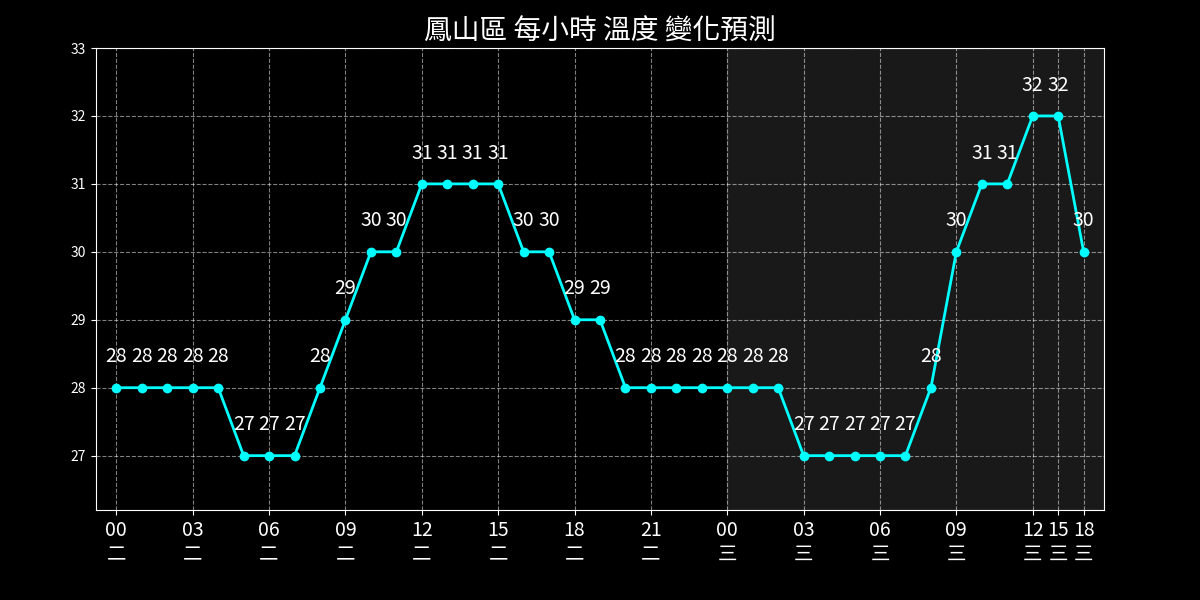 鳳山區 每小時 溫度 變化預測
33
32 32
32
31 31 31 31 31 31
31
30 30 30 30 30 30
30
29 29 29
29
28 28 28 28 28 28 28 28 28 28 28 28 28 28
28
27 27 27 27 27 27 27 27
27
00 03 06 09 12 15 18 21 00 03 06 09 12 15 18
二 二 二 二 二 二 二 二 三 三 三 三 三 三 三